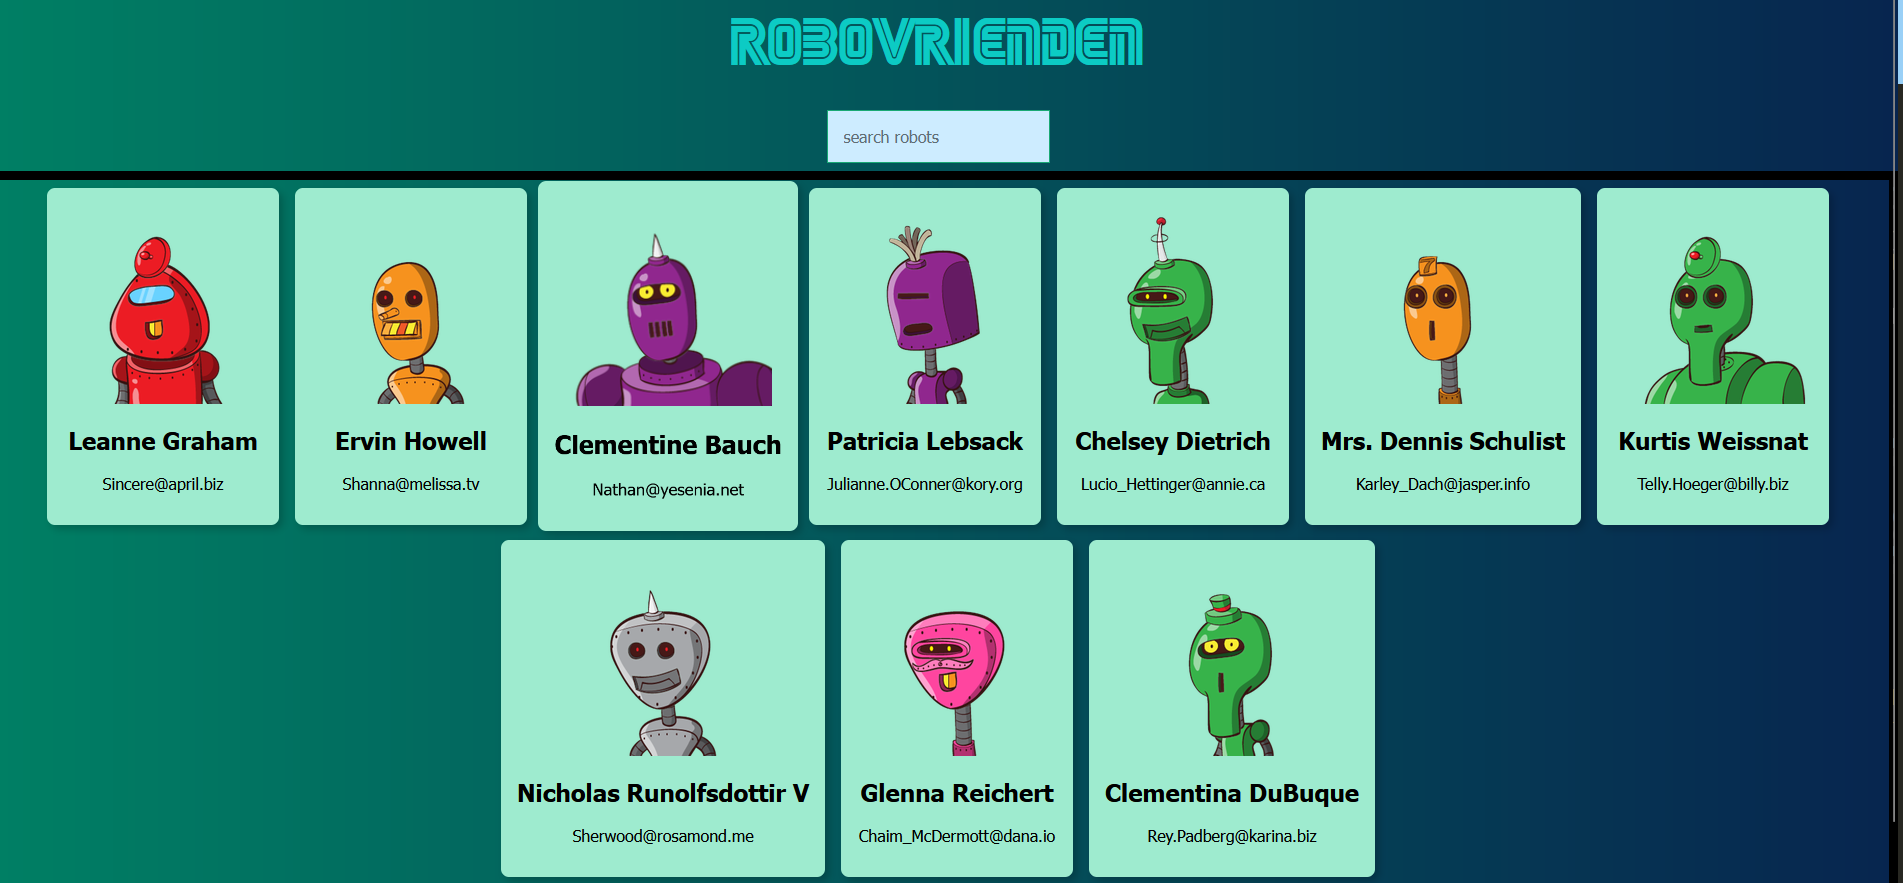 ROBOVRIENDEN
search robots
Leanne Graham
Sincere@april.biz
Ervin Howell
Shanna@melissa.tv
Clementine Bauch
Nathan@yesenia.net
Patricia Lebsack
Julianne.OConner@kory.org
Chelsey Dietrich
Lucio_Hettinger@annie.ca
7
Mrs. Dennis Schulist
Karley_Dach@jasper.info
Kurtis Weissnat
Telly.Hoeger@billy.biz
Nicholas Runolfsdottir V
Sherwood@rosamond.me
Glenna Reichert
Chaim_McDermott@dana.io
Clementina DuBuque
Rey.Padberg@karina.biz